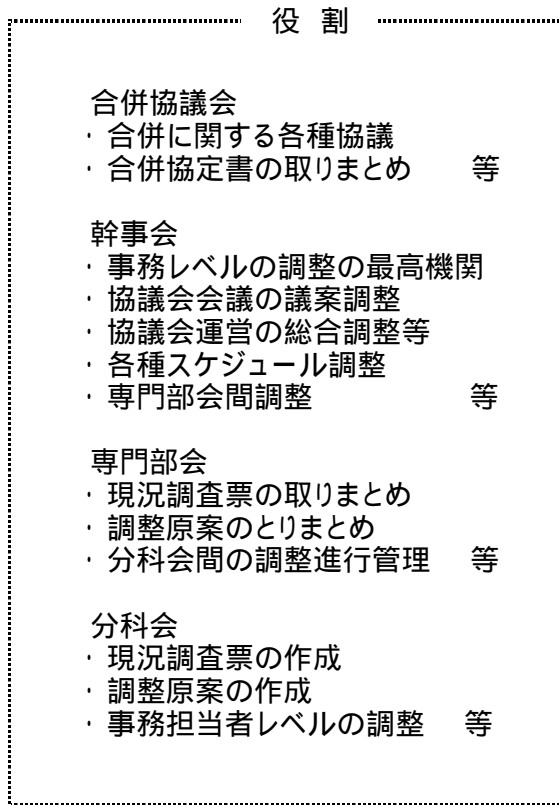 役 割
合併協議会
・合併に関する各種協議
・合併協定書の取りまとめ 等
幹事会
・事務レベルの調整の最高機関
・協議会会議の議案調整
・協議会運営の総合調整等
・各種スケジュール調整
・専門部会間調整 等
専門部会
・現況調査票の取りまとめ
・調整原案のとりまとめ
・分科会間の調整進行管理 等
分科会
・現況調査票の作成
・調整原案の作成
・事務担当者レベルの調整 等